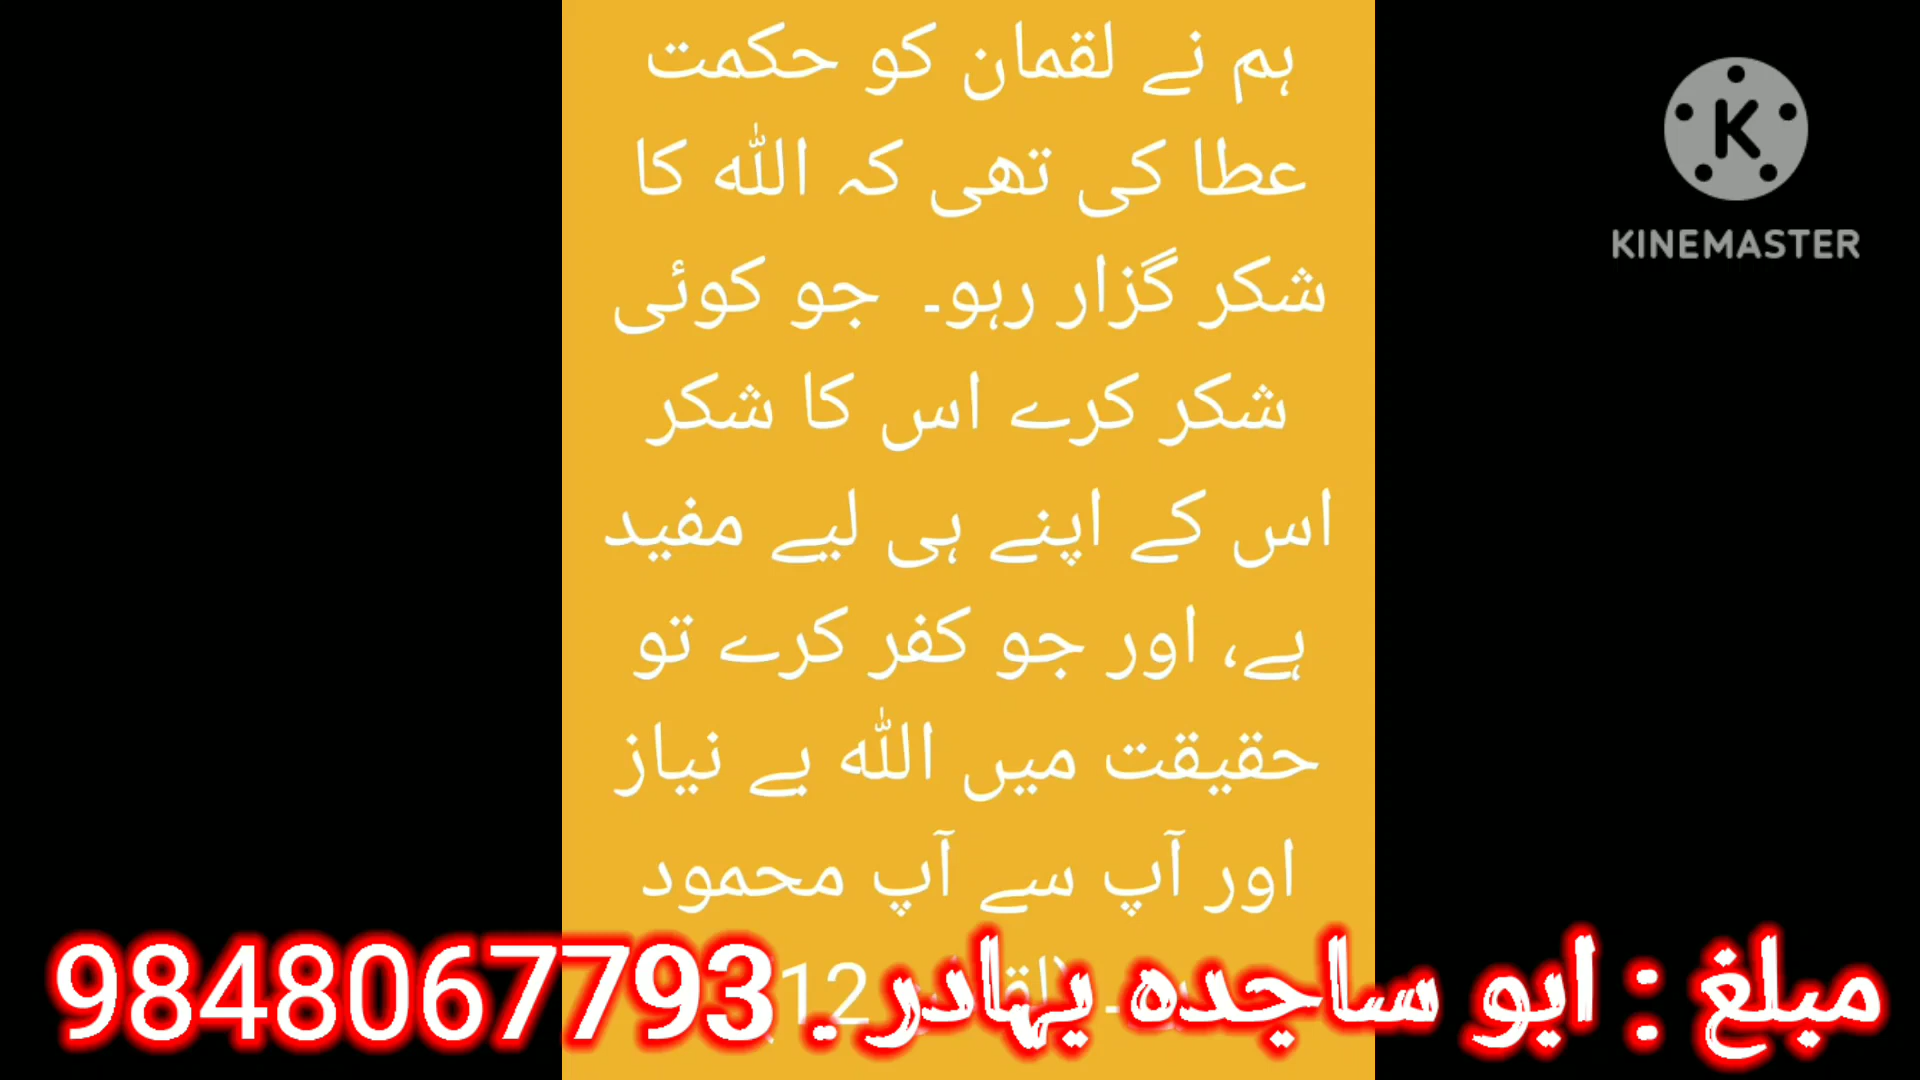 ہم نے لقمان کو حکمت
عطا کی تھی کہ اللہ کا
شکر گزار رہو۔ جو کوئی
شکر کرے اس کا شکر
اس کے اپنے ہی لیے مفید
ہے، اور جو کفر کرے تو
حقیقت میں اللہ بے نیاز
اور آپ سے آپ محمود
12
مبلغ : ابو ساجدہ بہادر . 9848067793
KINEMASTER